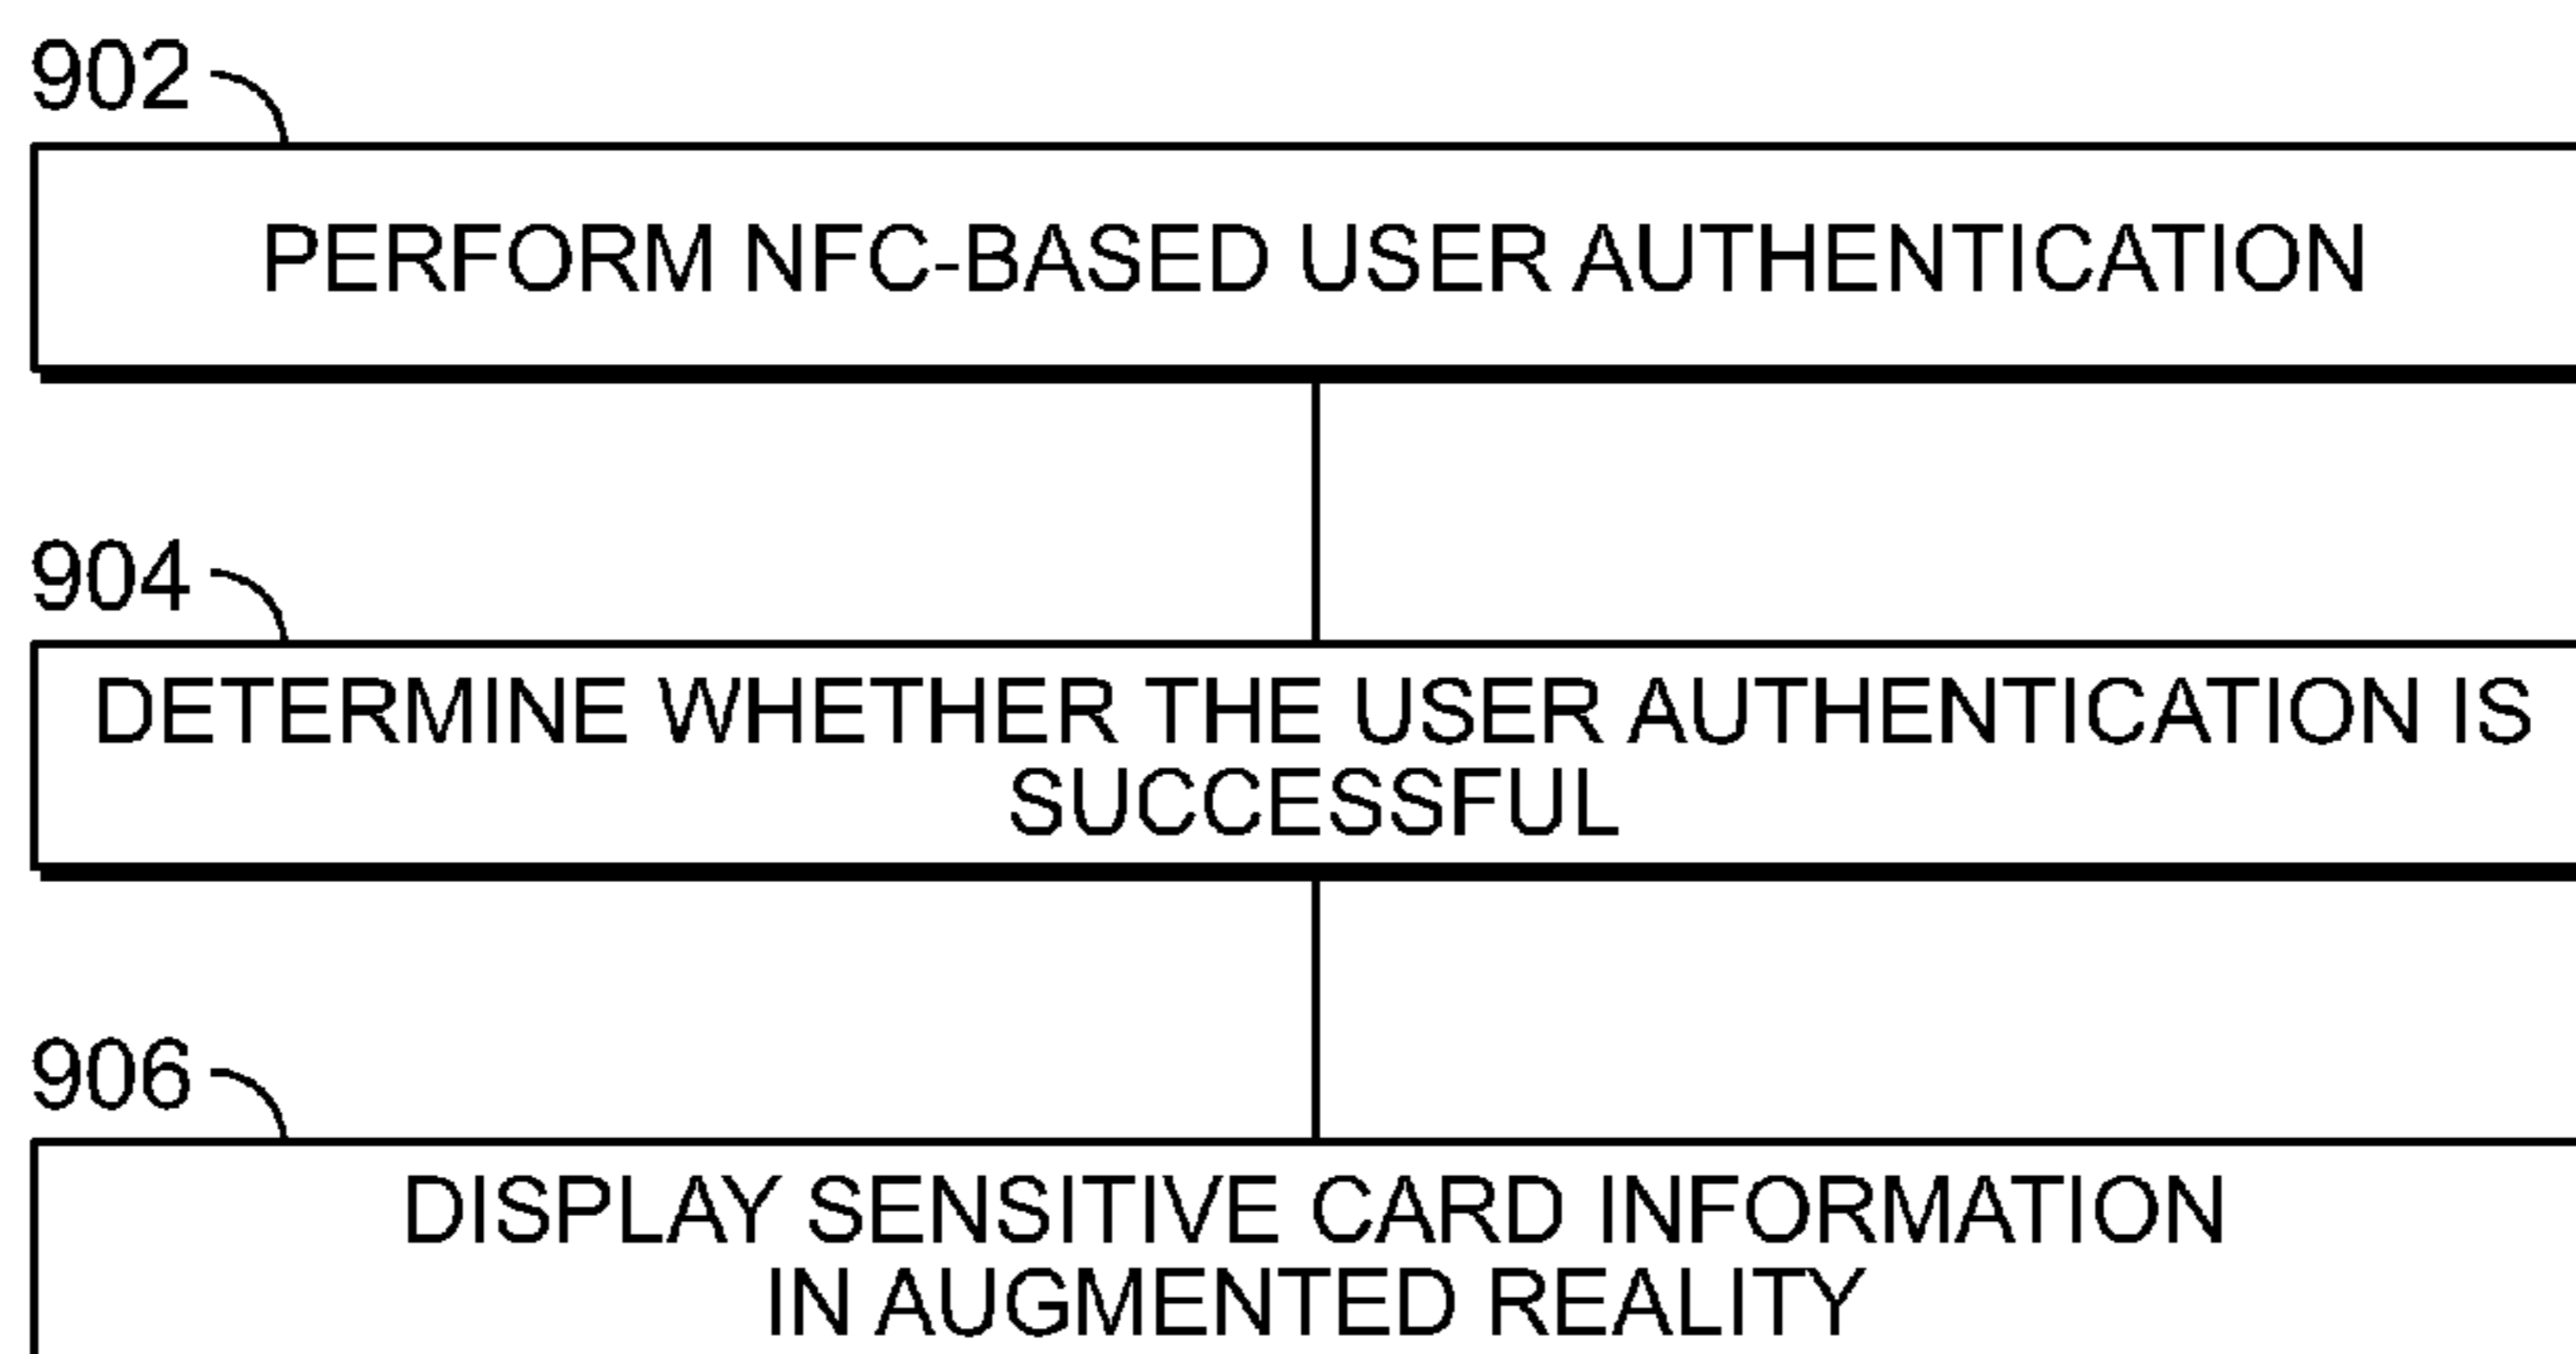 902
PERFORM NFC-BASED USER AUTHENTICATION
904
DETERMINE WHETHER THE USER AUTHENTICATION IS
SUCCESSFUL
906
DISPLAY SENSITIVE CARD INFORMATION
IN AUGMENTED REALITY